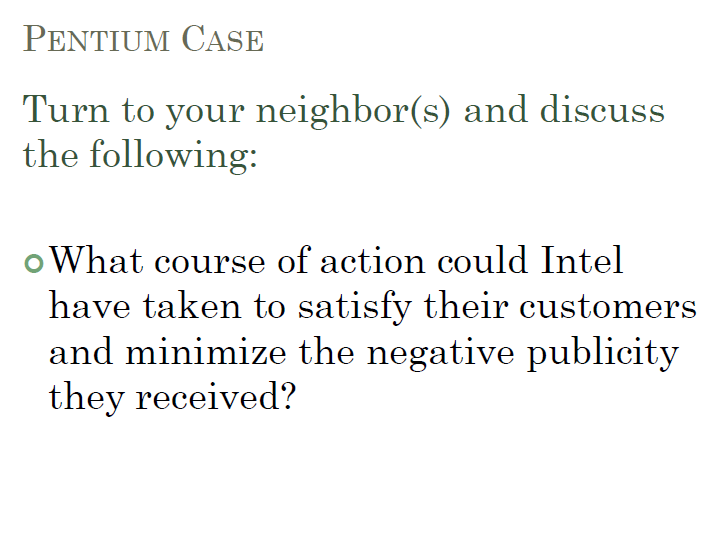 PENTIUM CASE
Turn to your neighbor(s) and discuss
the following:
What course of action could Intel
have taken to satisfy their customers
and minimize the negative publicity
they received?